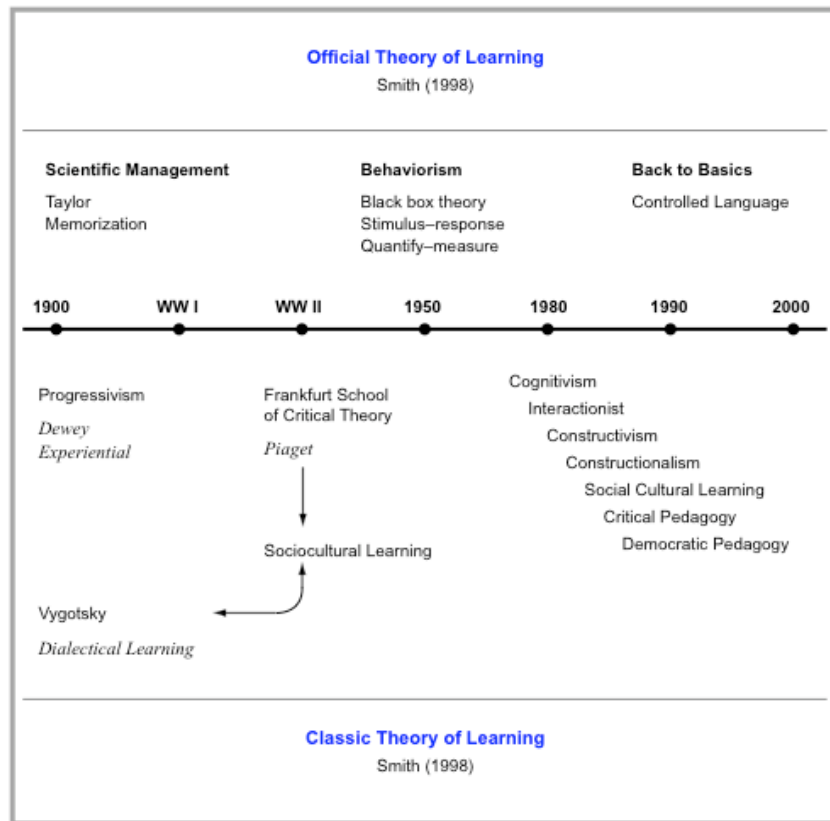 Official Theory of Learning
Smith (1998)
Scientific Management
Taylor
Memorization
Behaviorism
Black box theory
Stimulus–response
Quantify–measure
Back to Basics
Controlled Language
1900 WW I WW II 1950 1980 1990 2000
Progressivism
Dewey
Experiential
Frankfurt School
of Critical Theory
Piaget
Sociocultural Learning
Vygotsky
Dialectical Learning
Cognitivism
Interactionist
Constructivism
Constructionalism
Social Cultural Learning
Critical Pedagogy
Democratic Pedagogy
Classic Theory of Learning
Smith (1998)